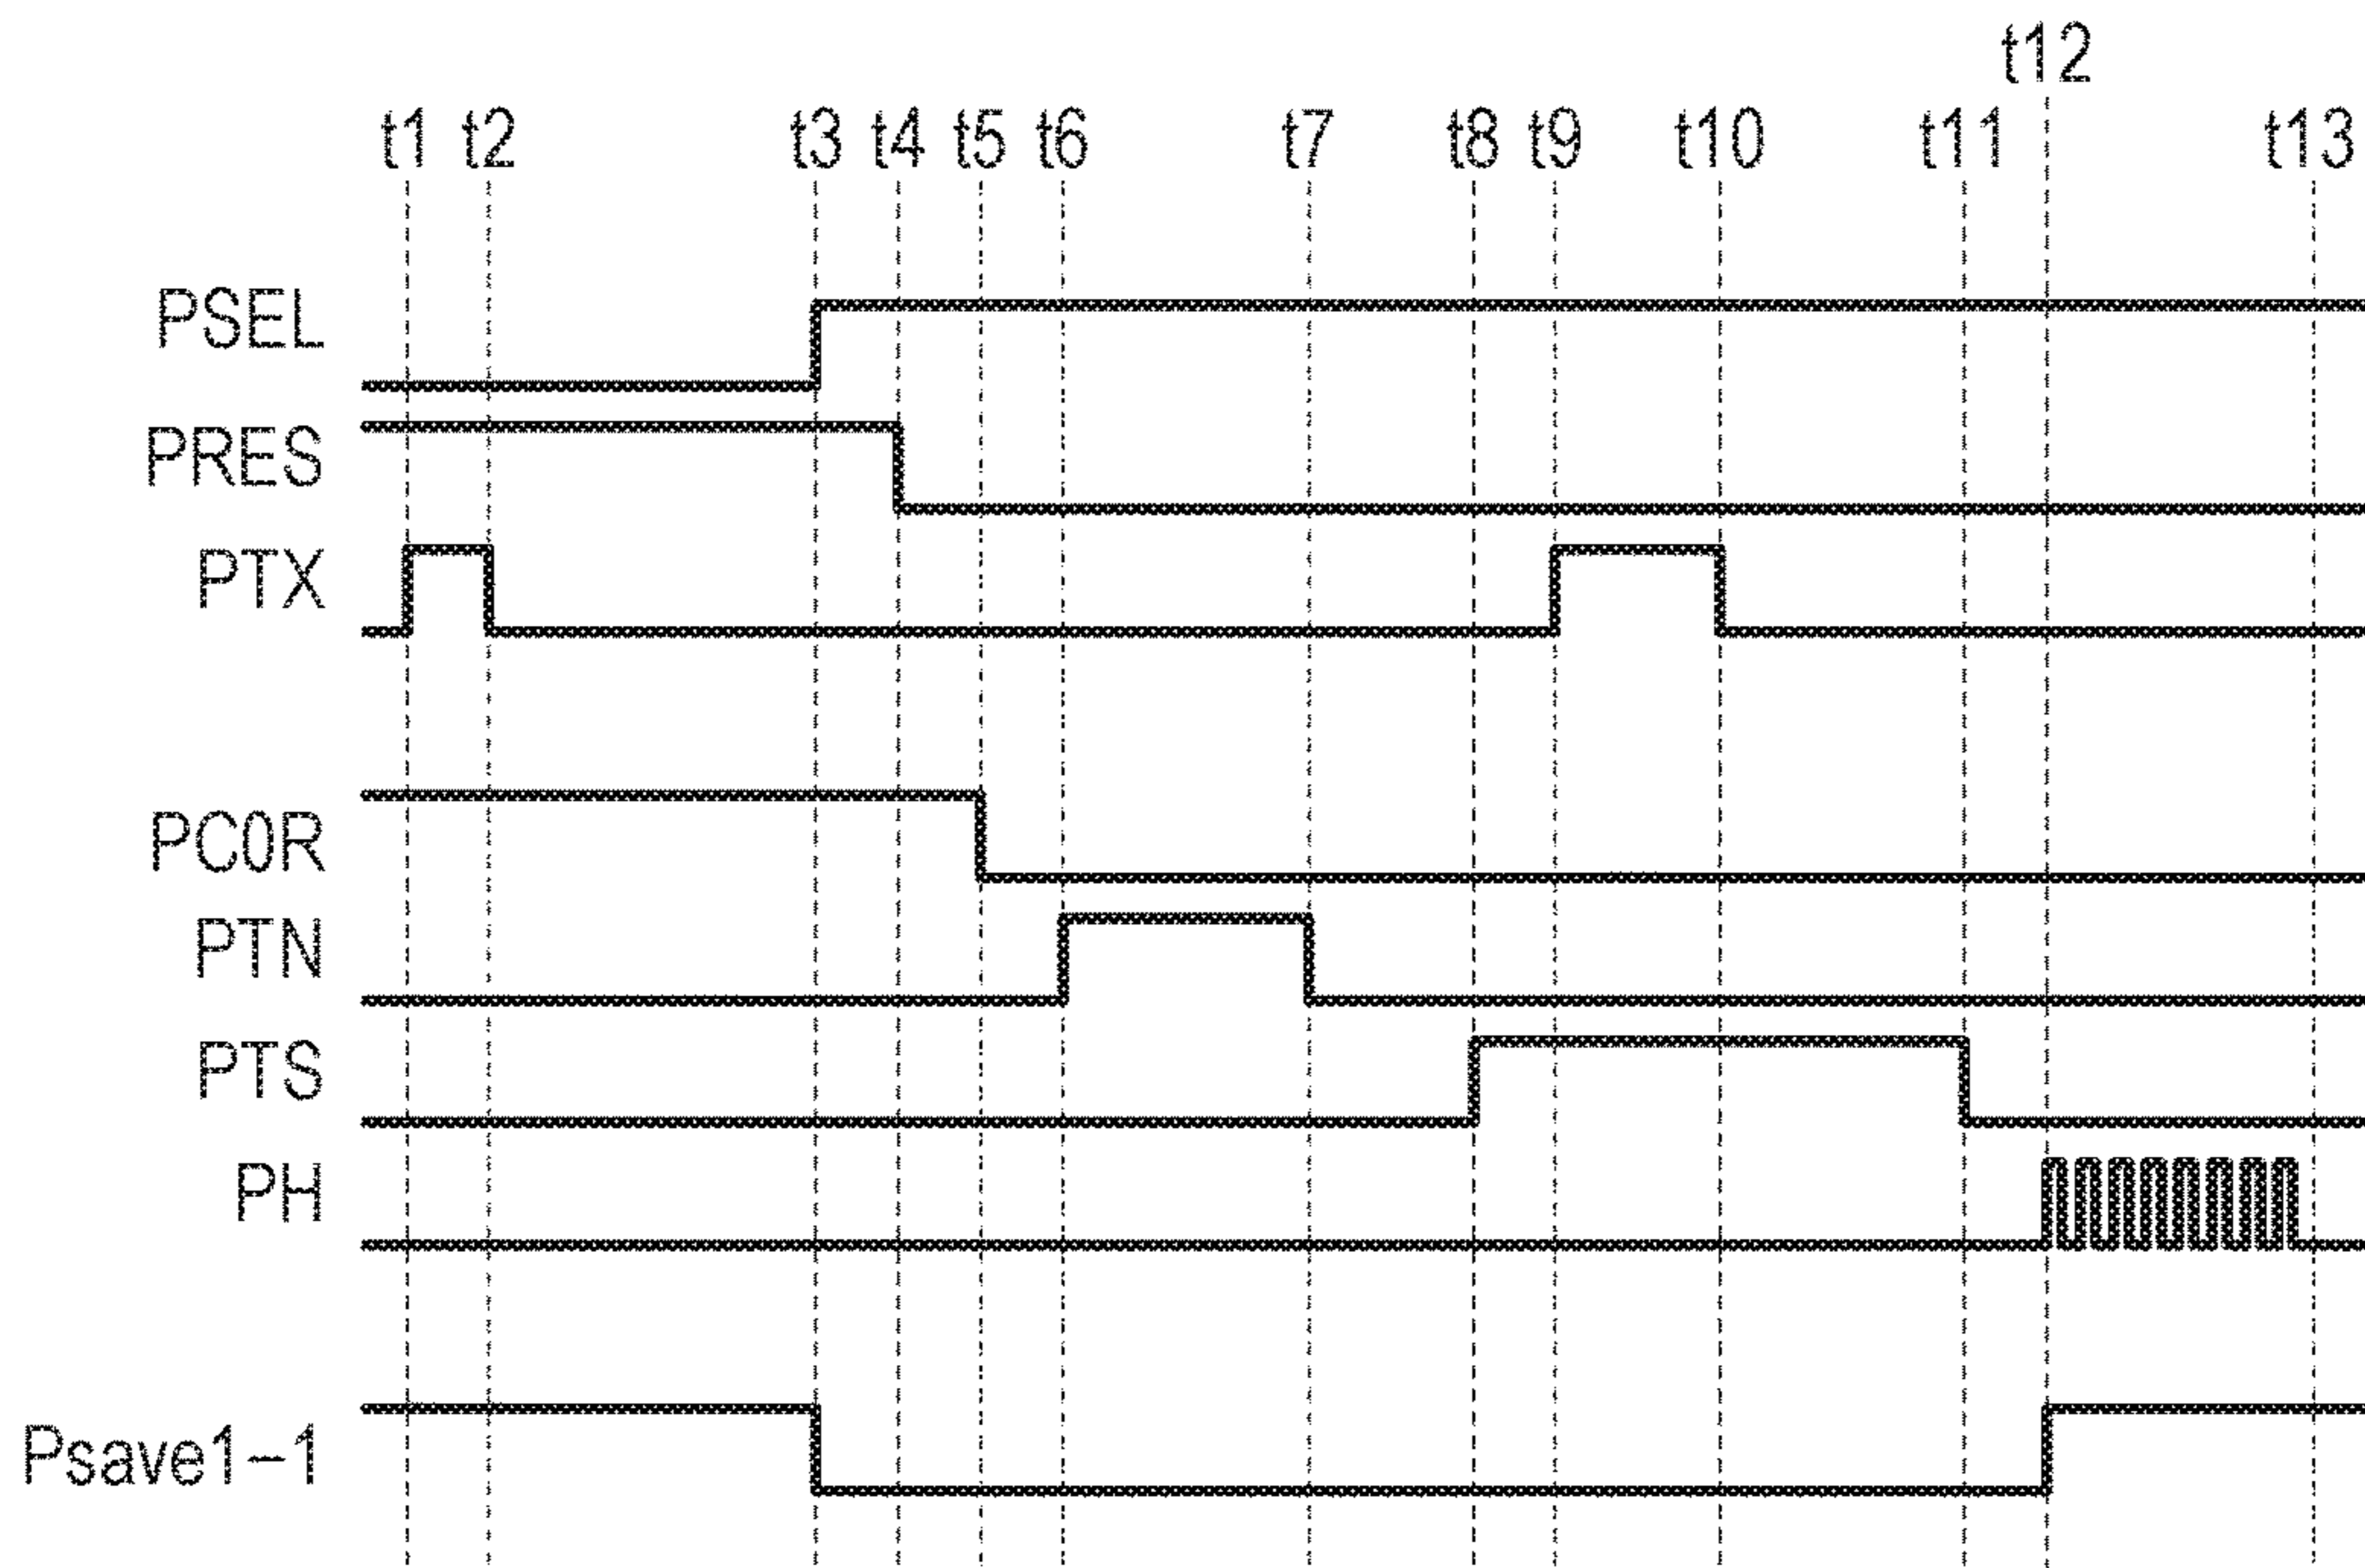 t12
t1 t2 t3 t4 t5 t6 t7 t8 t9 t10 t11 t13
PSEL
PRES
PTX
PC0R
PTN
PTS
PH
Psave1-1